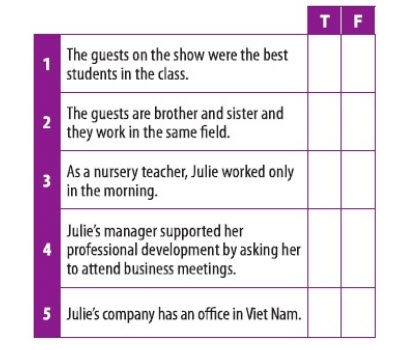 T F
1 The guests on the show were the best
students in the class.
2 The guests are brother and sister and
they work in the same field.
3 As a nursery teacher, Julie worked only
in the morning.
Julie's manager supported her
4 professional development by asking her
to attend business meetings.
5 Julie's company has an office in Viet Nam.